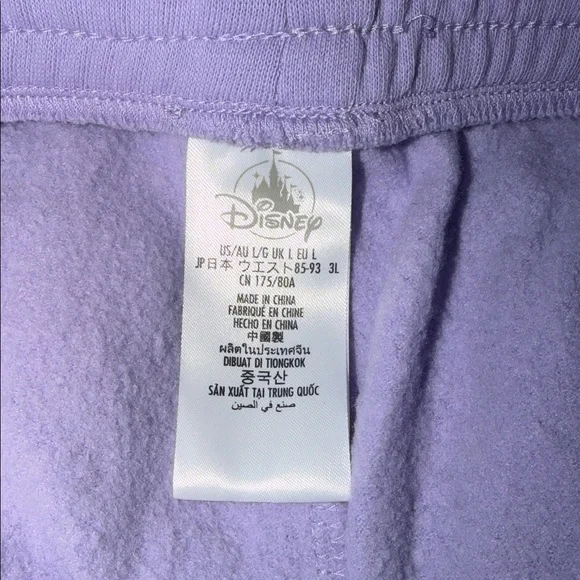 Disney
US/AU L/G UK L EU L
JP日本 ウエスト85-93 3L
CN 175/80A
MADE IN CHINA
FABRIQUÉ EN CHINE
HECHO EN CHINA
中國製
ผลิตในประเทศจีน
DIBUAT DI TIONGKOK
중국산
SẢN XUẤT TẠI TRUNG QUỐC
صنع في الصين